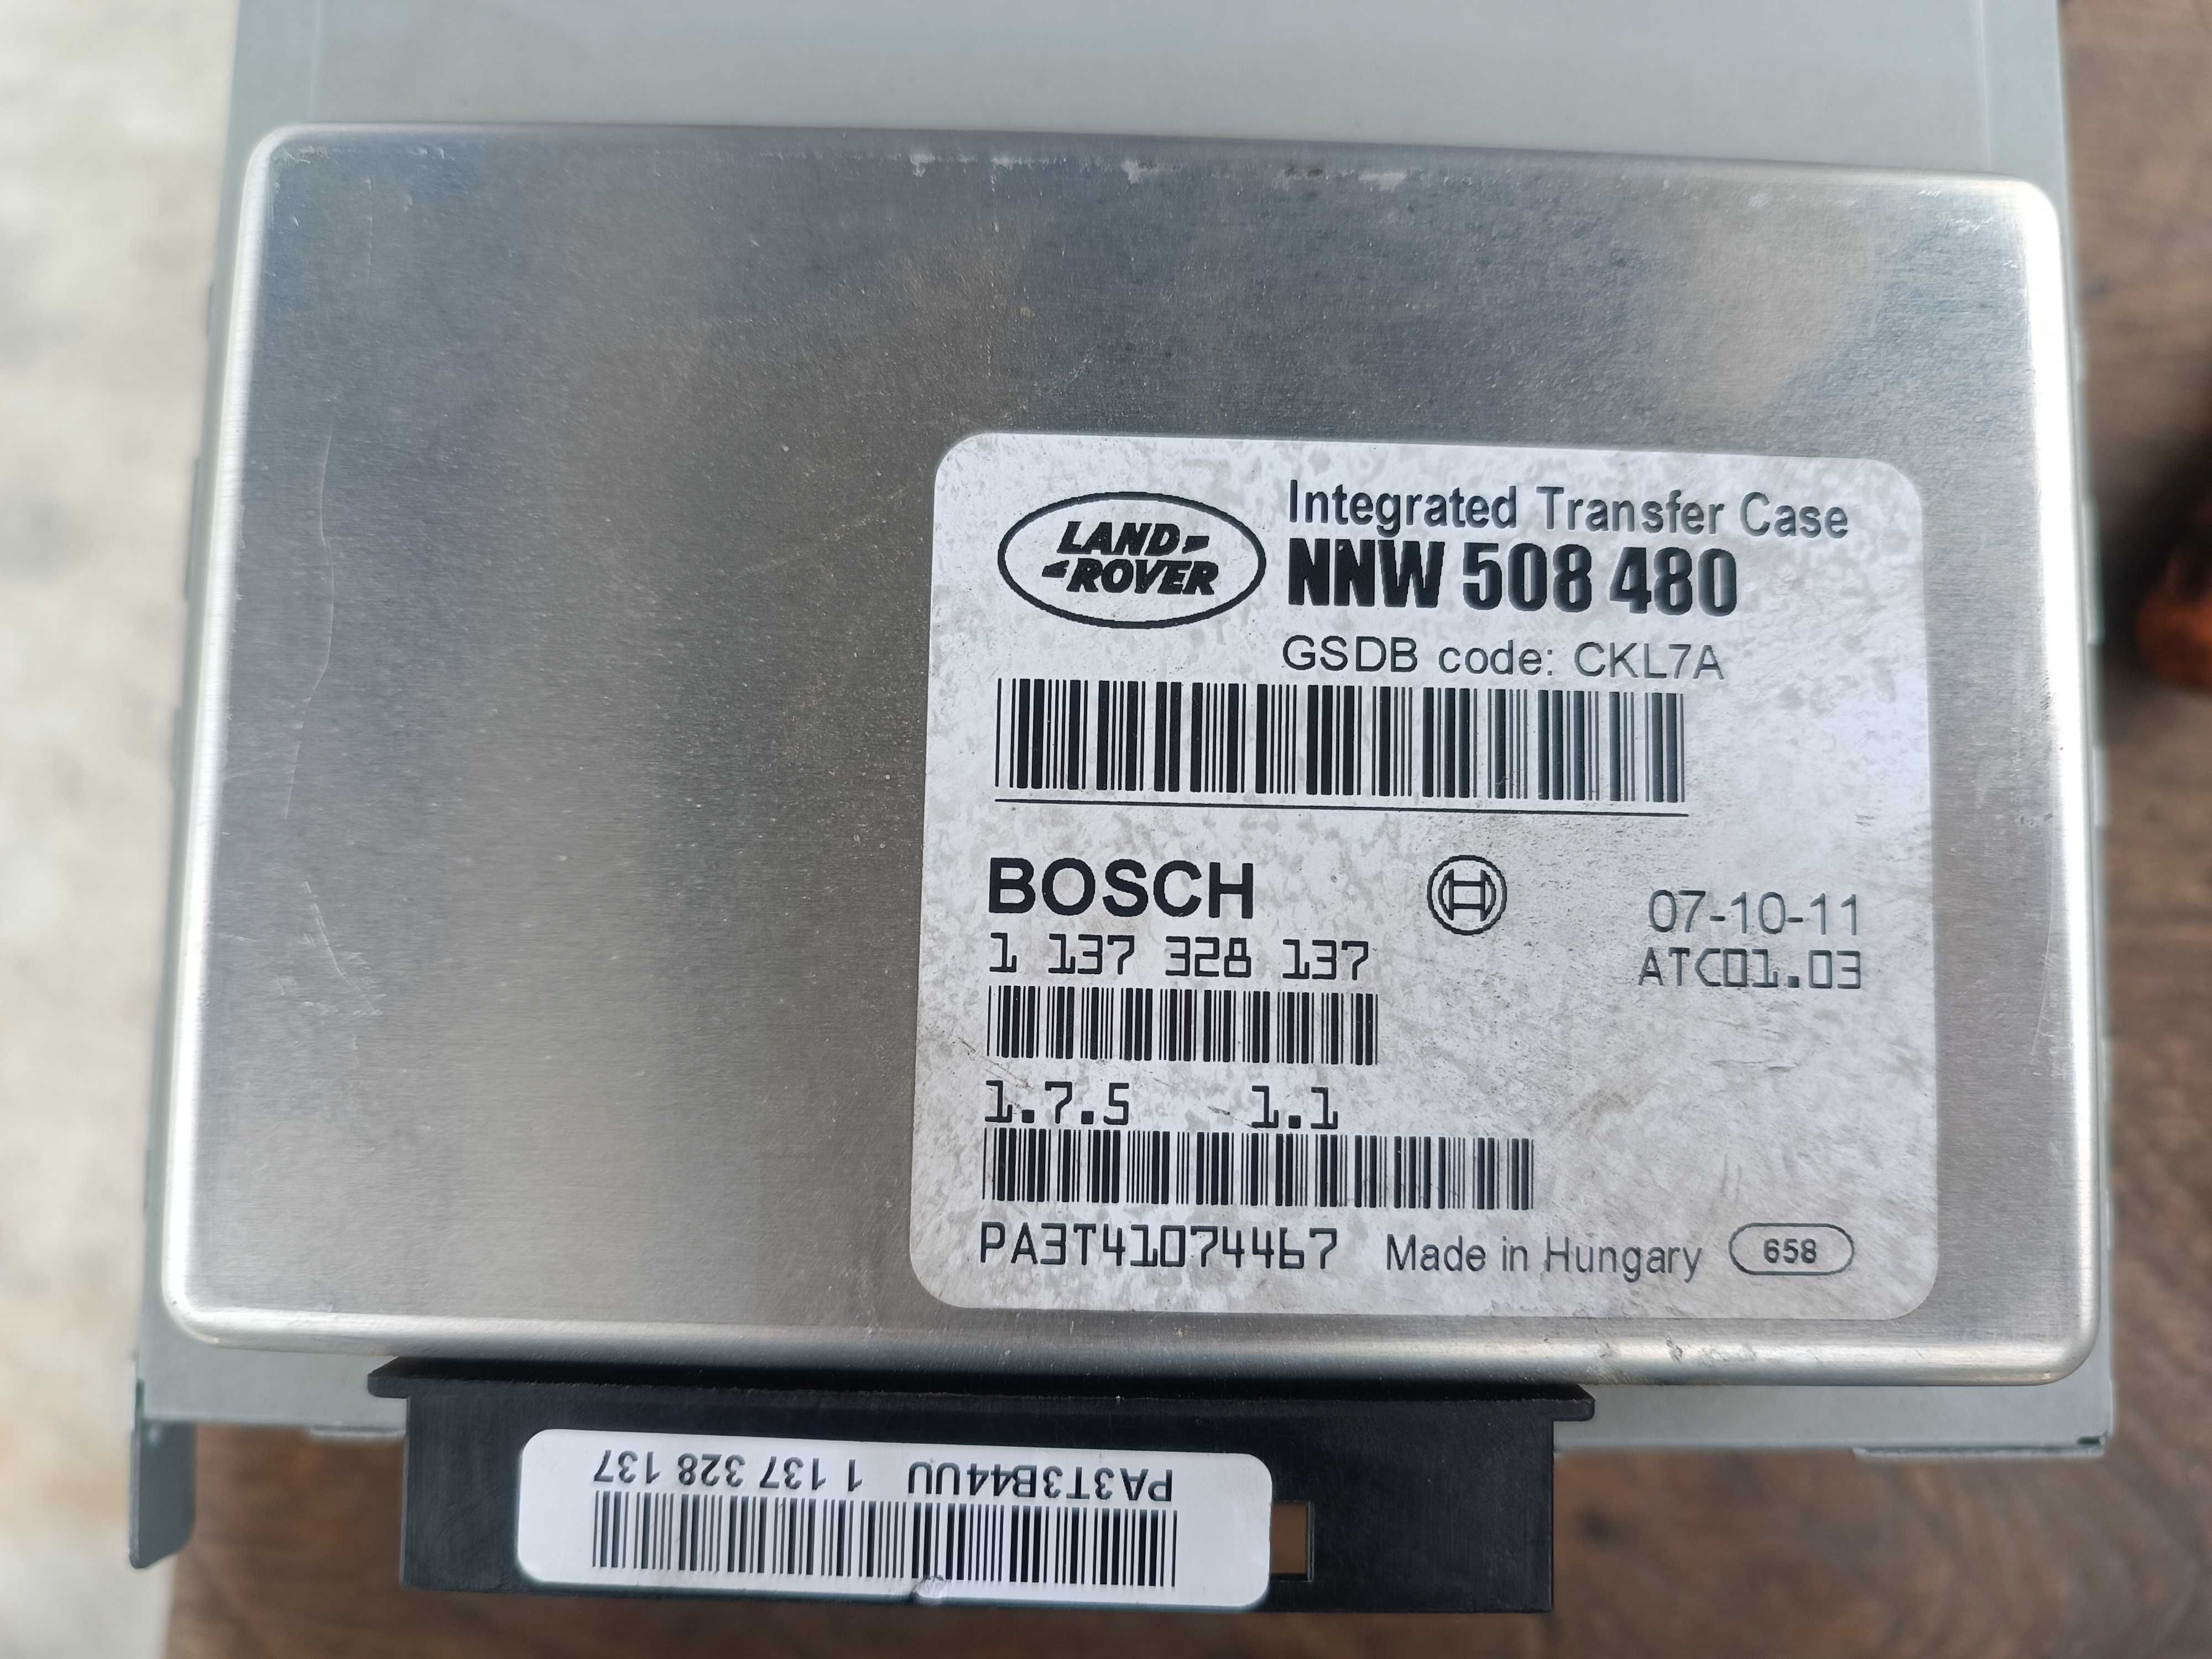 LAND-
-ROVER
Integrated Transfer Case
NNW 508 480
GSDB code: CKL7A
BOSCH
07-10-11
1 137 328 137
ATC01.03
1.7.5 1.1
PA3T41074467 Made in Hungary 658
PA3T3B44UU 1 137 328 137